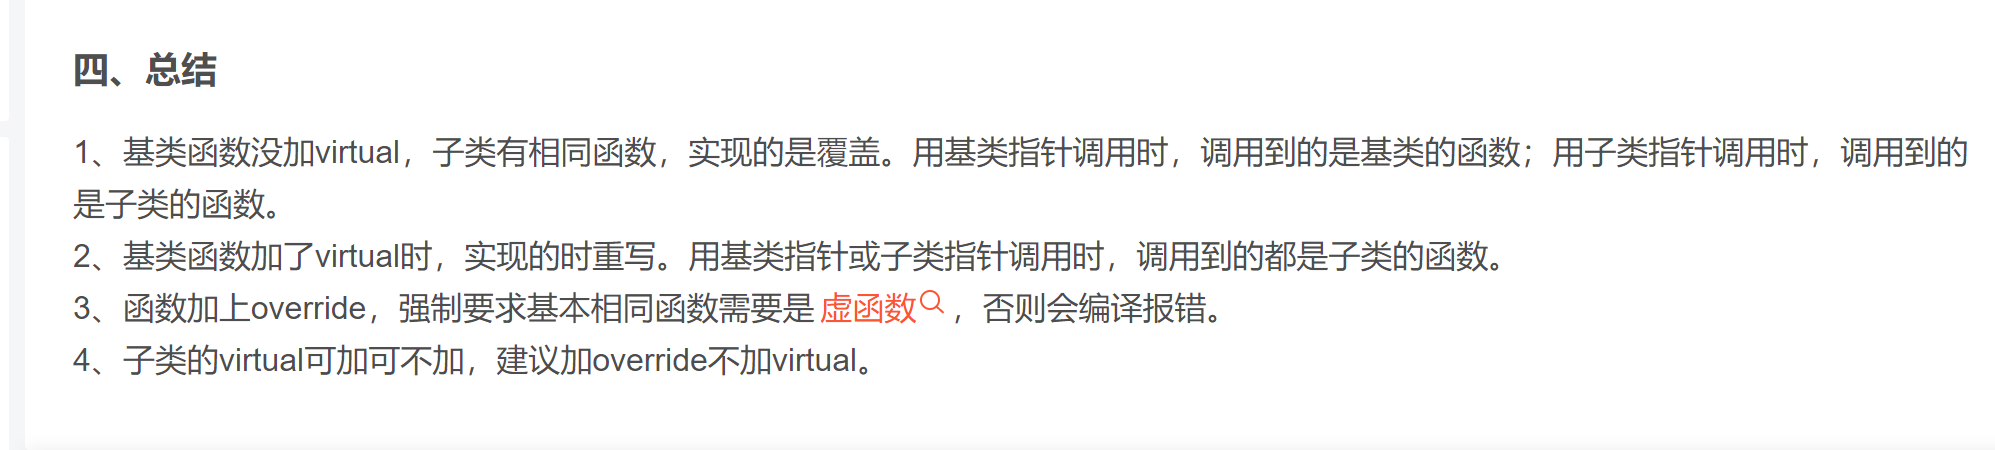 四、总结
1、基类函数没加virtual，子类有相同函数，实现的是覆盖。用基类指针调用时，调用到的是基类的函数；用子类指针调用时，调用到的
是子类的函数。
2、基类函数加了virtual时，实现的时重写。用基类指针或子类指针调用时，调用到的都是子类的函数。
3、函数加上override，强制要求基本相同函数需要是虚函数，否则会编译报错。
4、子类的virtual可加可不加，建议加override不加virtual。